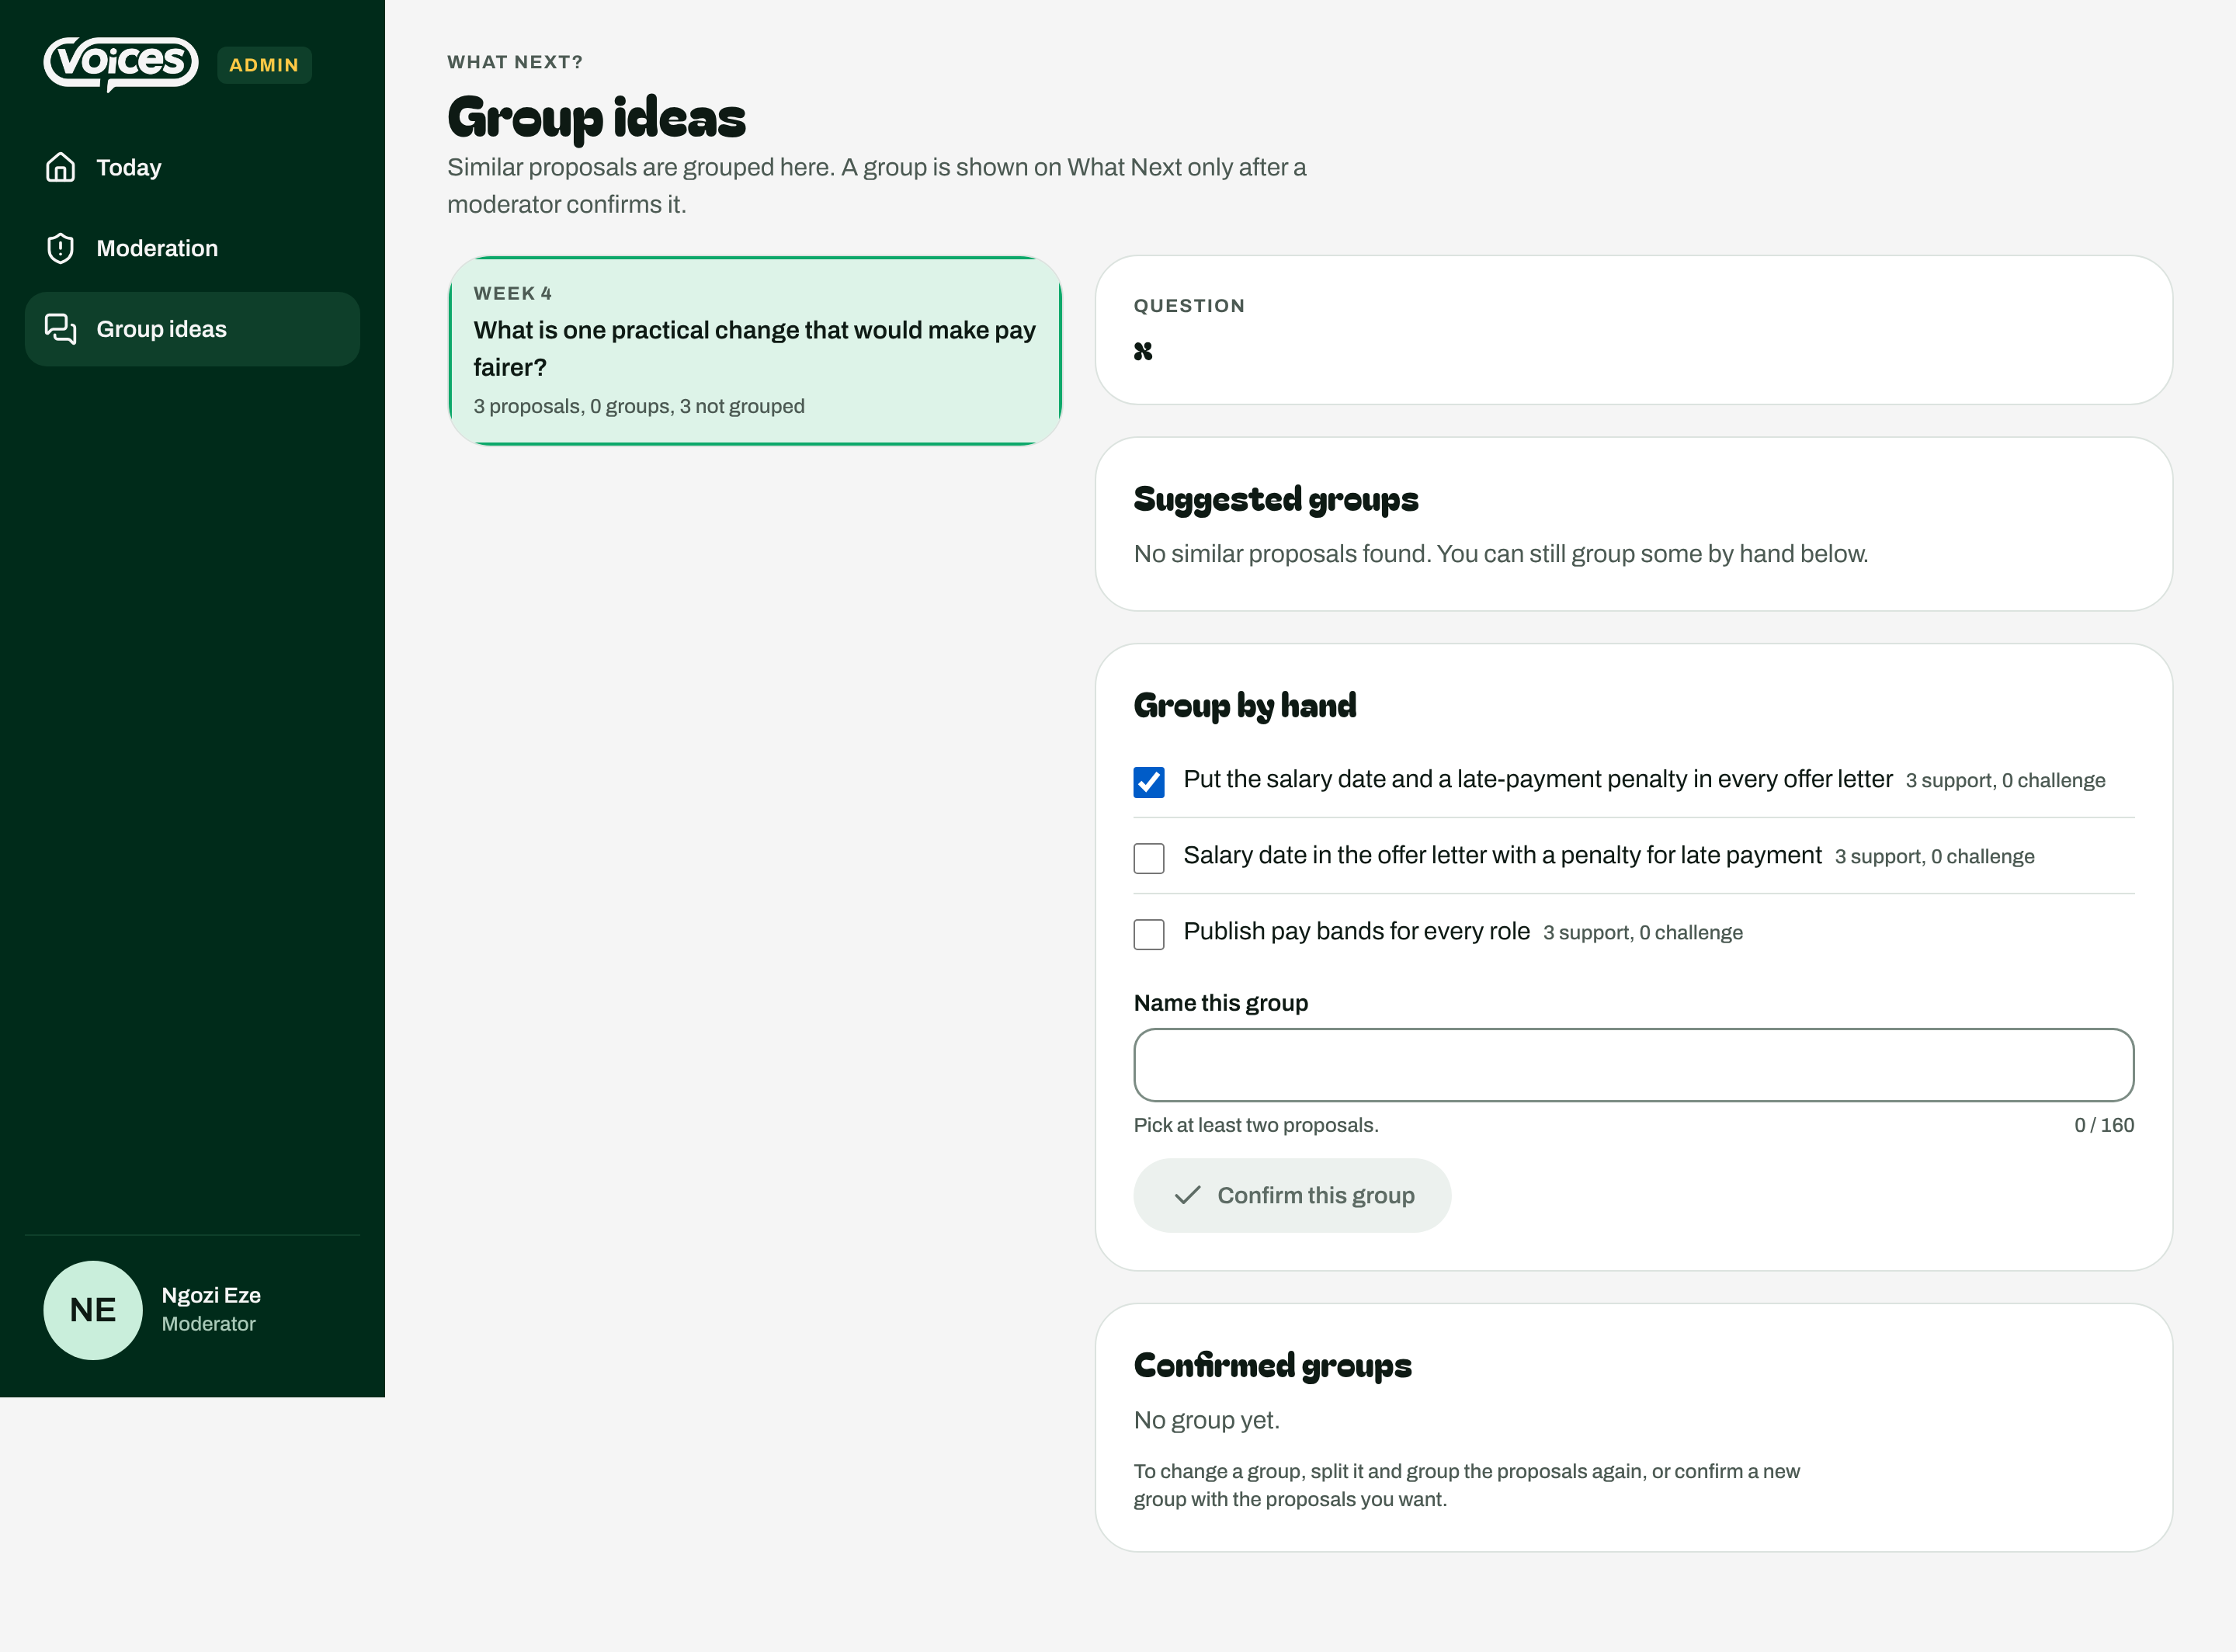 Voices
ADMIN
Today
Moderation
Group ideas
Ngozi Eze
Moderator
NE
WHAT NEXT?
Group ideas
Similar proposals are grouped here. A group is shown on What Next only after a
moderator confirms it.
WEEK 4
What is one practical change that would make pay
fairer?
3 proposals, 0 groups, 3 not grouped
QUESTION
x
Suggested groups
No similar proposals found. You can still group some by hand below.
Group by hand
Put the salary date and a late-payment penalty in every offer letter 3 support, 0 challenge
Salary date in the offer letter with a penalty for late payment 3 support, 0 challenge
Publish pay bands for every role 3 support, 0 challenge
Name this group
Pick at least two proposals. 0 / 160
Confirm this group
Confirmed groups
No group yet.
To change a group, split it and group the proposals again, or confirm a new
group with the proposals you want.